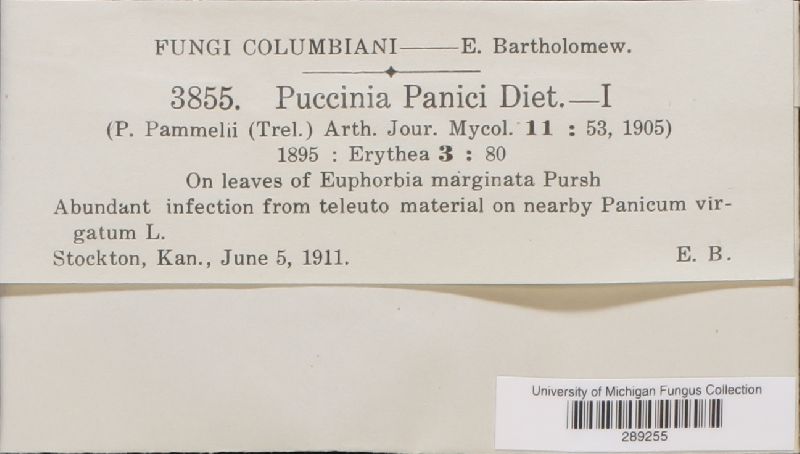 FUNGI COLUMBIANI——E. Bartholomew.
3855. Puccinia Panici Diet.—I
(P. Pammelii (Trel.) Arth. Jour. Mycol. 11 : 53, 1905)
1895 : Erythea 3 : 80
On leaves of Euphorbia marginata Pursh
Abundant infection from teleuto material on nearby Panicum vir-
gatum L.
Stockton, Kan., June 5, 1911. E. B.
University of Michigan Fungus Collection
289255